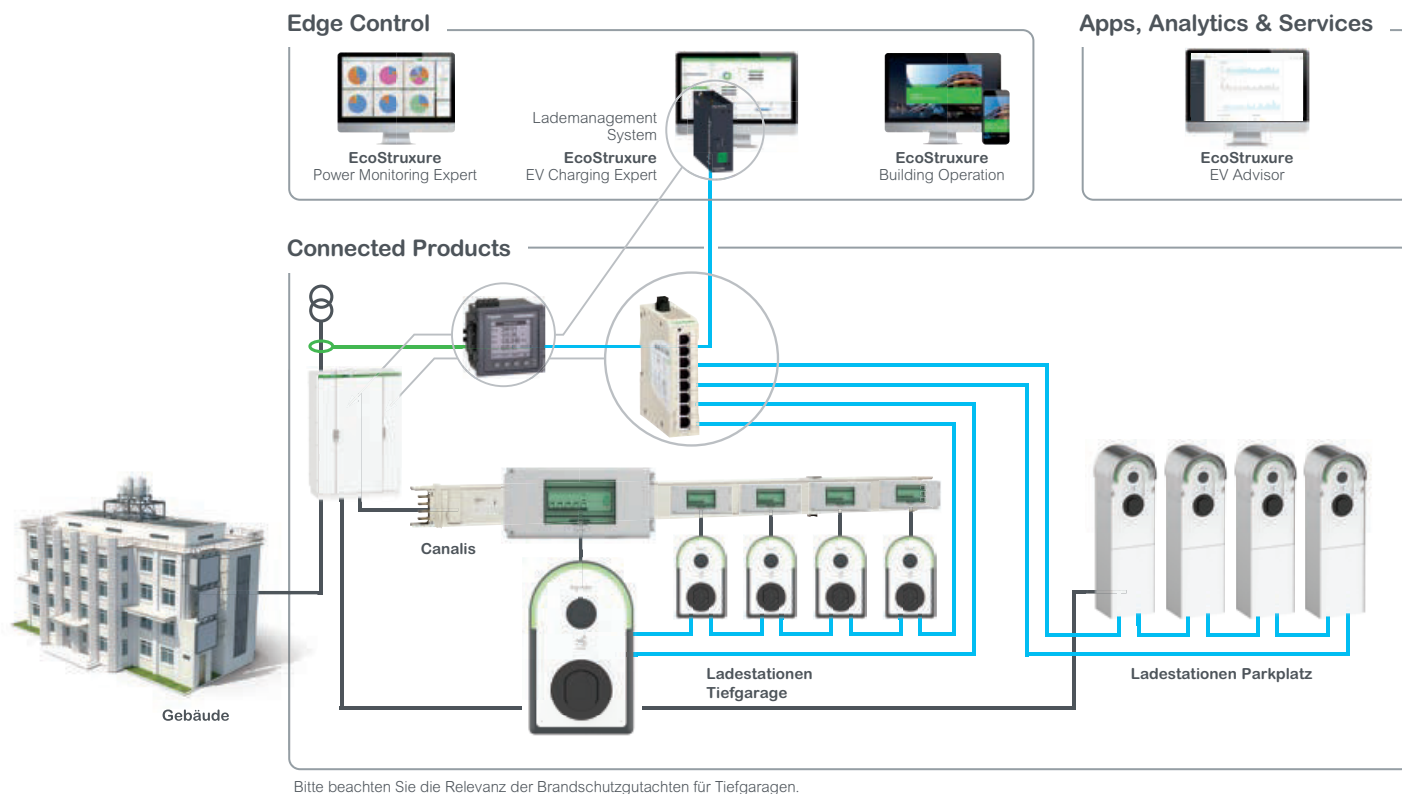 Edge Control
Apps, Analytics & Services
Lademanagement
System
EcoStruxure
Power Monitoring Expert
EcoStruxure
EV Charging Expert
EcoStruxure
Building Operation
EcoStruxure
EV Advisor
Connected Products
Canalis
Ladestationen
Tiefgarage
Ladestationen Parkplatz
Gebäude
Bitte beachten Sie die Relevanz der Brandschutzgutachten für Tiefgaragen.